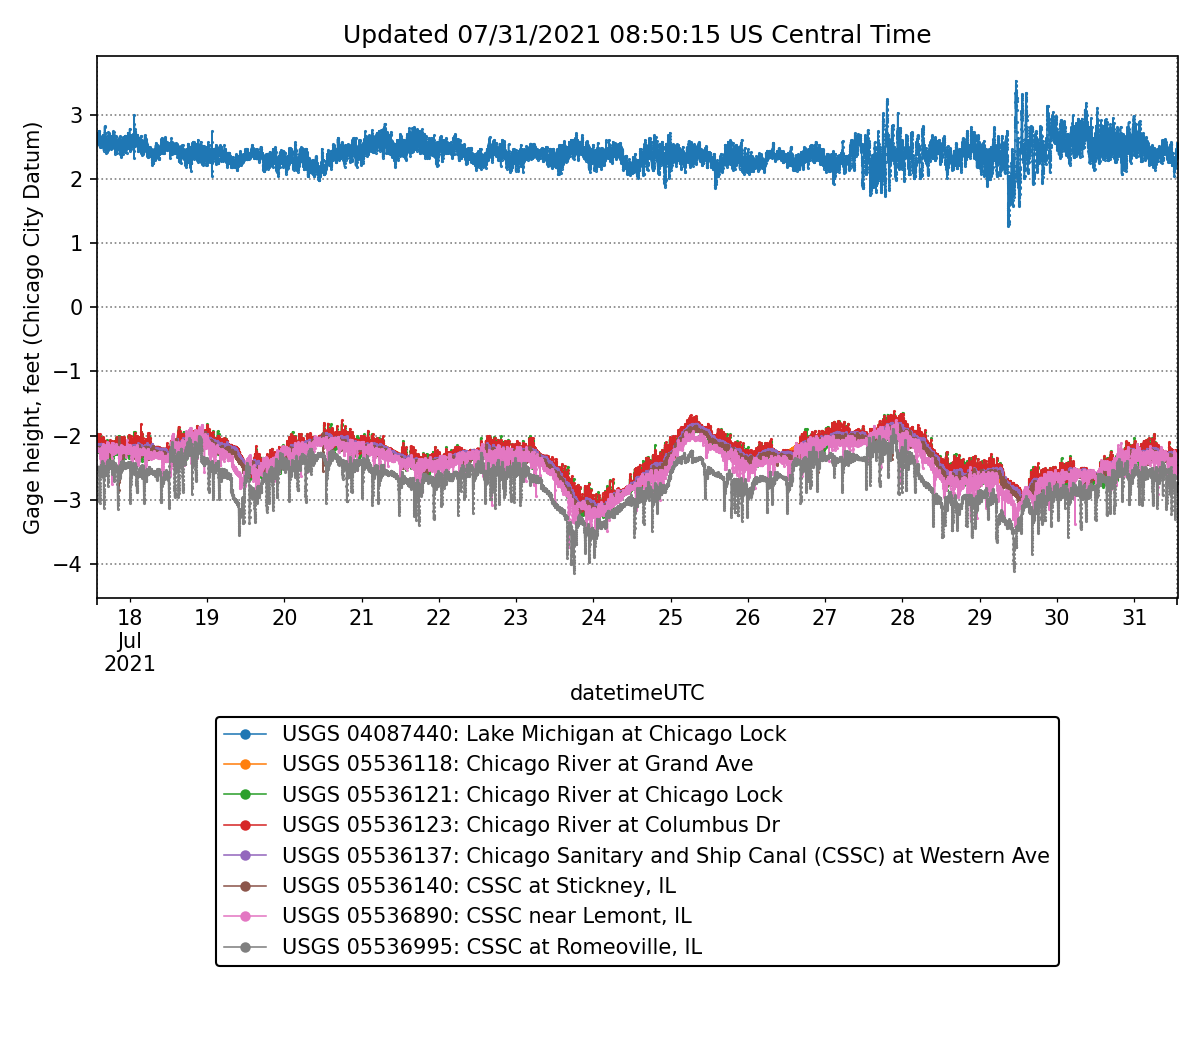 Updated 07/31/2021 08:50:15 US Central Time
Gage height, feet (Chicago City Datum)
3
2
1
0
−1
−2
−3
−4
18 19 20 21 22 23 24 25 26 27 28 29 30 31
Jul
2021
datetimeUTC
USGS 04087440: Lake Michigan at Chicago Lock
USGS 05536118: Chicago River at Grand Ave
USGS 05536121: Chicago River at Chicago Lock
USGS 05536123: Chicago River at Columbus Dr
USGS 05536137: Chicago Sanitary and Ship Canal (CSSC) at Western Ave
USGS 05536140: CSSC at Stickney, IL
USGS 05536890: CSSC near Lemont, IL
USGS 05536995: CSSC at Romeoville, IL